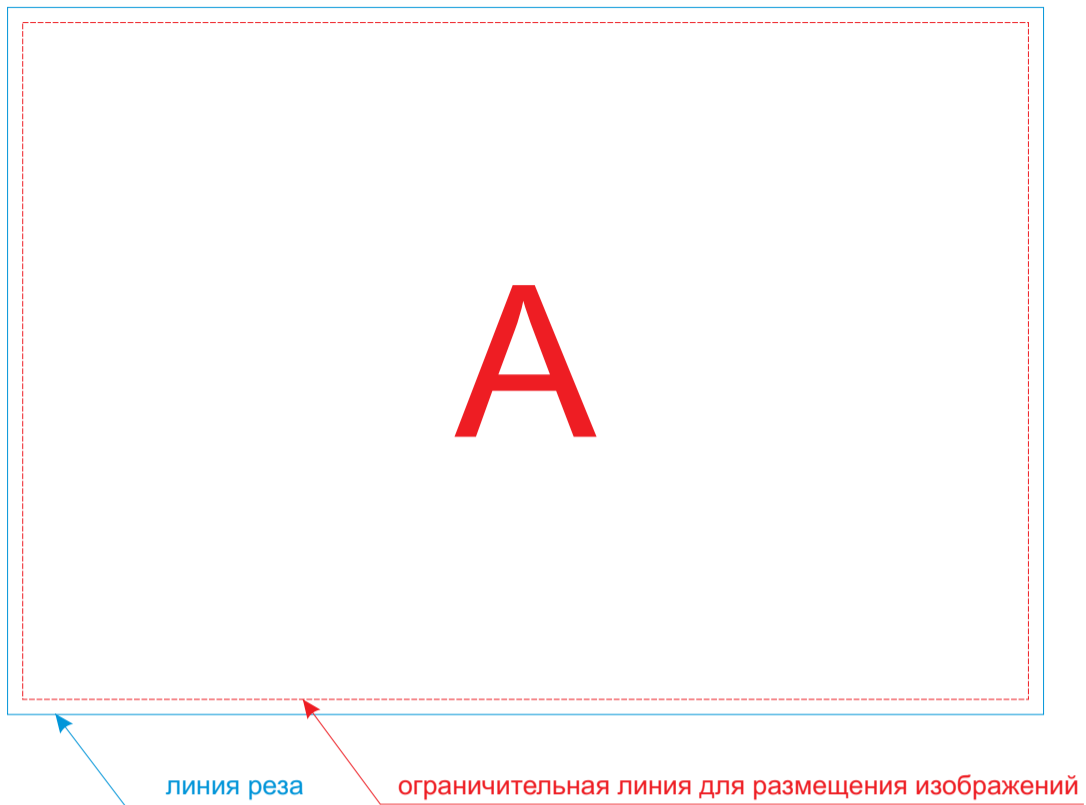 А
линия реза
ограничительная линия для размещения изображений